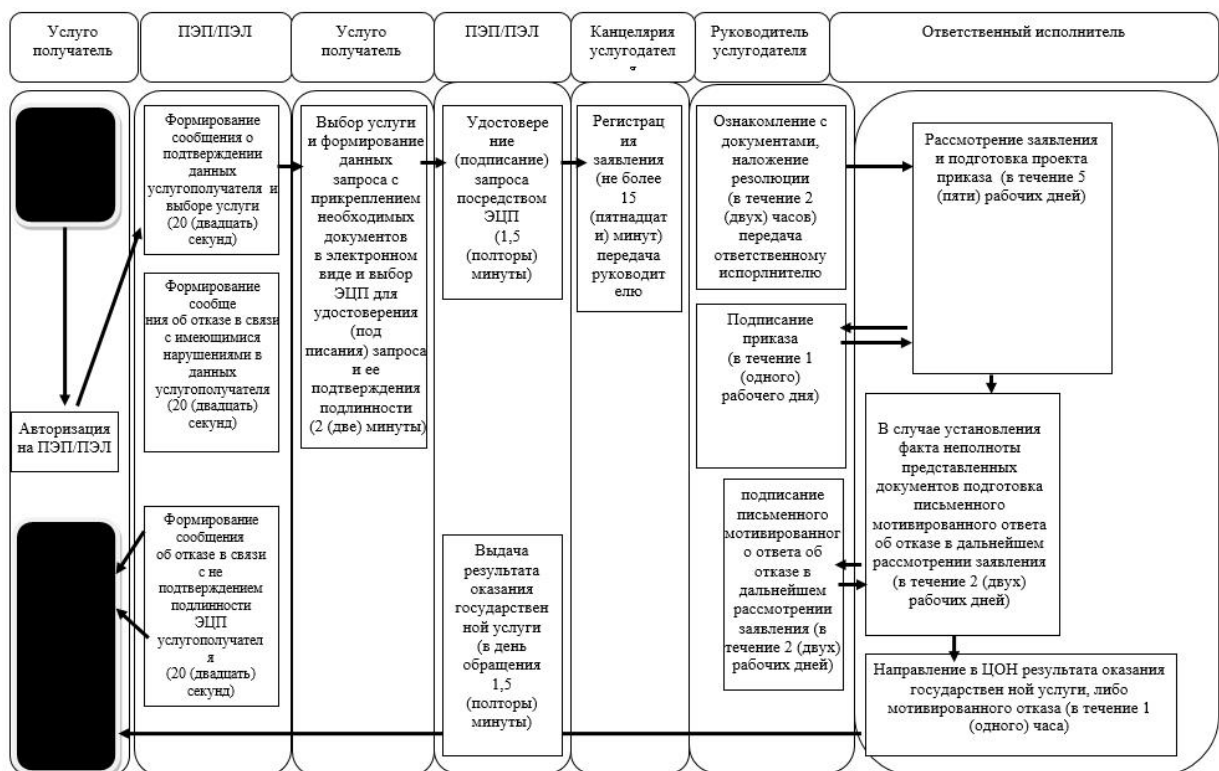 Услуго
получатель
ПЭП/ПЭЛ
Услуго
получатель
ПЭП/ПЭЛ
Канцелярия
услугодател
я
Руководитель
услугодателя
Ответственный исполнитель
Авторизация
на ПЭП/ПЭЛ
Формирование
сообщения о
подтверждении
данных
услугополучателя и
выборе услуги
(20 (двадцать)
секунд)
Формирование
сообще
ния об отказе в связи
с имеющимися
нарушениями в
данных
услугополучателя
(20 (двадцать)
секунд)
Формирование
сообщения
об отказе в связи
с не
подтверждением
подлинности
ЭЦП
услугополучател
я
(20 (двадцать)
секунд)
Выбор услуги
и формирование
данных
запроса с
прикреплением
необходимых
документов
в электронном
виде и выбор
ЭЦП для
удостоверения
(под
писания) запроса
и ее
подтверждения
подлинности
(2 (две) минуты)
Удостовере
ние
(подписание)
запроса
посредством
ЭЦП
(1,5
(полторы)
минуты)
Выдача
результата
оказания
государствен
ной услуги
(в день
обращения
1,5
(полторы)
минуты)
Регистрац
ия
заявления
(не более
15
(пятнадцат
и) минут)
передача
руководит
елю
Ознакомление с
документами,
наложение
резолюции
(в течение 2
(двух) часов)
передача
ответственному
испорлнителю
Подписание
приказа
(в течение 1
(одного)
рабочего дня)
подписание
письменного
мотивированног
о ответа об
отказе в
дальнейшем
рассмотрении
заявления (в
течение 2 (двух)
рабочих дней)
Рассмотрение заявления
и подготовка проекта
приказа (в течение 5
(пяти) рабочих дней)
В случае установления
факта неполноты
представленных
документов подготовка
письменного
мотивированного ответа
об отказе в дальнейшем
рассмотрении заявления
(в течение 2 (двух)
рабочих дней)
Направление в ЦОН результата оказания
государствен ной услуги, либо
мотивированного отказа (в течение 1
(одного) часа)